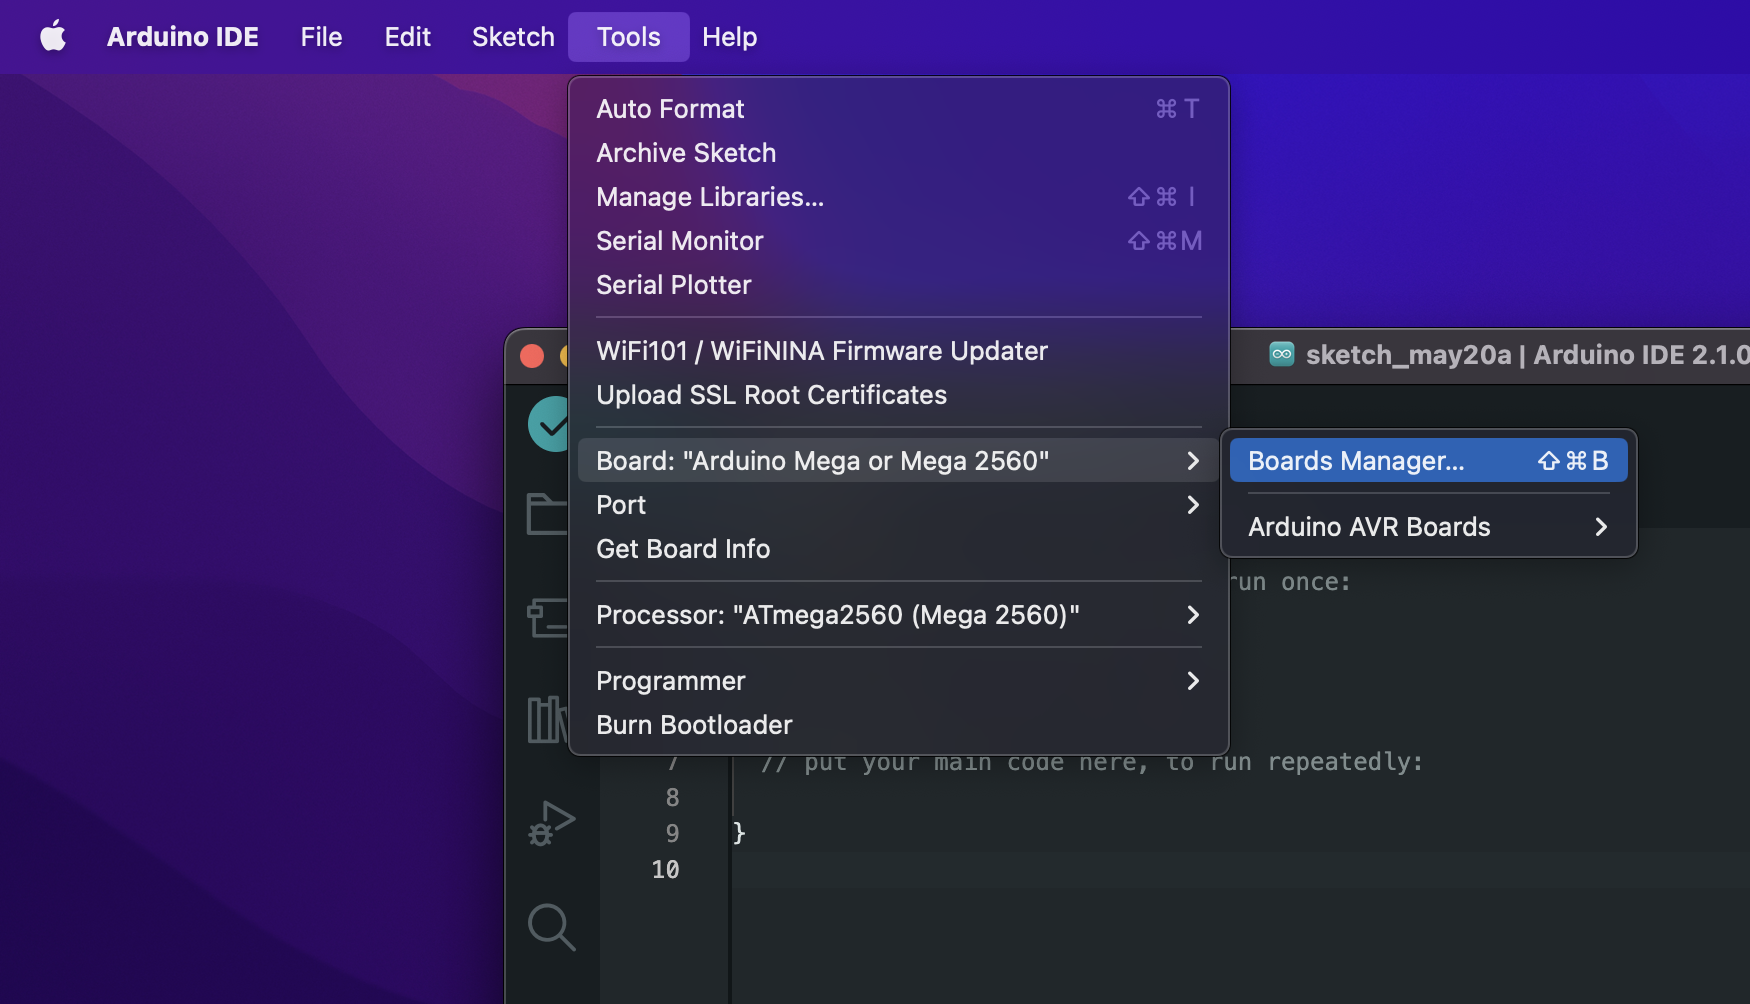 Arduino IDE File Edit Sketch Tools Help
Auto Format ⌘T
Archive Sketch
Manage Libraries... ⇧⌘I
Serial Monitor ⇧⌘M
Serial Plotter
WiFi101 / WiFiNINA Firmware Updater
sketch_may20a | Arduino IDE 2.1.0
Upload SSL Root Certificates
Board: "Arduino Mega or Mega 2560"
Boards Manager... ⇧⌘B
Port
Arduino AVR Boards
Get Board Info
run once:
Processor: "ATmega2560 (Mega 2560)"
Programmer
Burn Bootloader
7 // put your main code here, to run repeatedly:
8
9 }
10